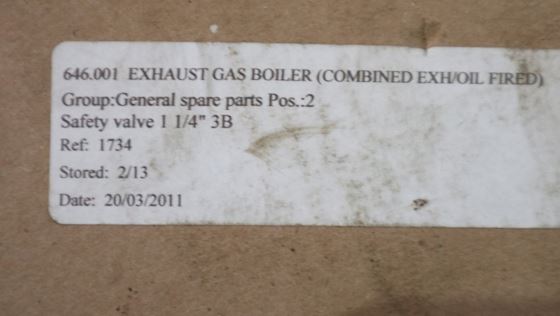 646.001 EXHAUST GAS BOILER (COMBINED EXH/OIL FIRED)
Group:General spare parts Pos.:2
Safety valve 1 1/4" 3B
Ref: 1734
Stored: 2/13
Date: 20/03/2011